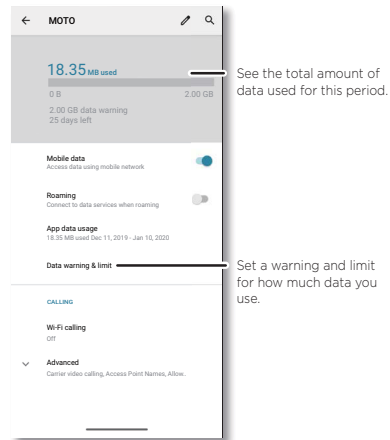 MOTO
18.35 MB used
0 B 2.00 GB
2.00 GB data warning
25 days left
See the total amount of
data used for this period.
Mobile data
Access data using mobile network
Roaming
Connect to data services when roaming
App data usage
18.35 MB used Dec 11, 2019 - Jan 10, 2020
Data warning & limit
Set a warning and limit
for how much data you
use.
CALLING
Wi-Fi calling
Off
Advanced
Carrier video calling, Access Point Names, Allow..